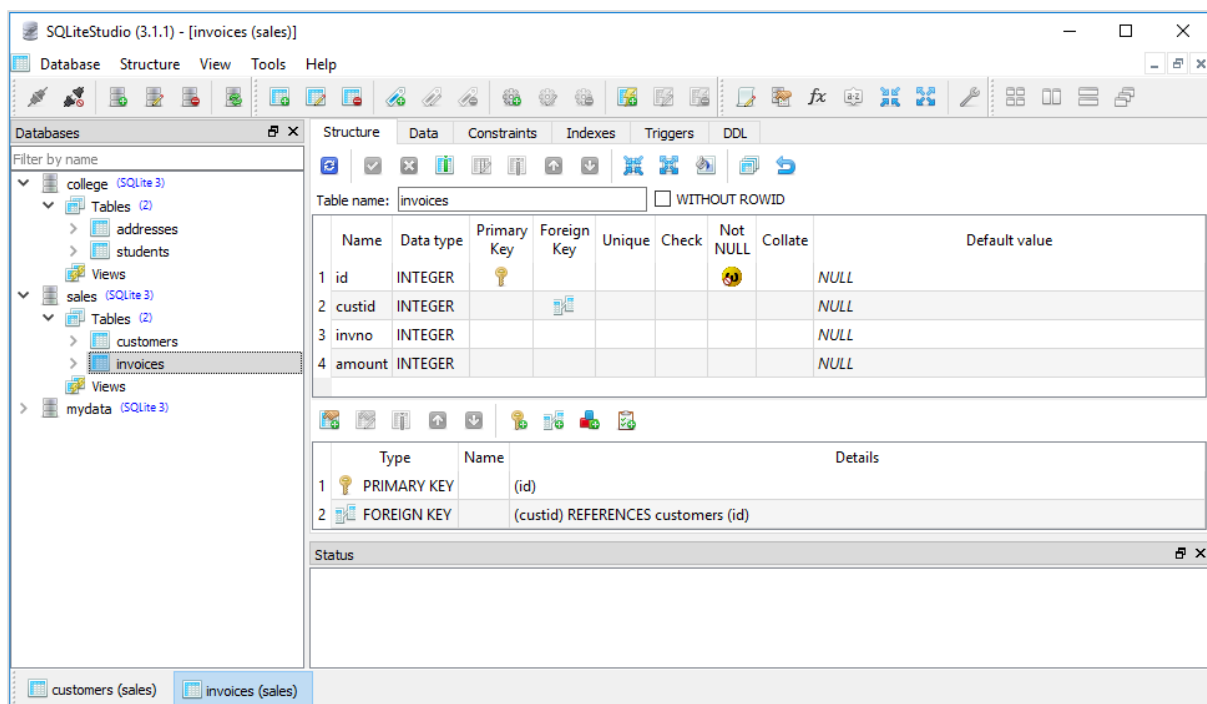 SQLiteStudio (3.1.1) - [invoices (sales)]
Database Structure View Tools Help
fx a-z
Databases
Filter by name
college (SQLite 3)
Tables (2)
addresses
students
Views
sales (SQLite 3)
Tables (2)
customers
invoices
Views
mydata (SQLite 3)
Structure Data Constraints Indexes Triggers DDL
Table name: invoices WITHOUT ROWID
Name Data type Primary Key Foreign Key Unique Check Not NULL Collate Default value
1 id INTEGER NULL
2 custid INTEGER NULL
3 invno INTEGER NULL
4 amount INTEGER NULL
Type Name Details
1 PRIMARY KEY (id)
2 FOREIGN KEY (custid) REFERENCES customers (id)
Status
customers (sales) invoices (sales)